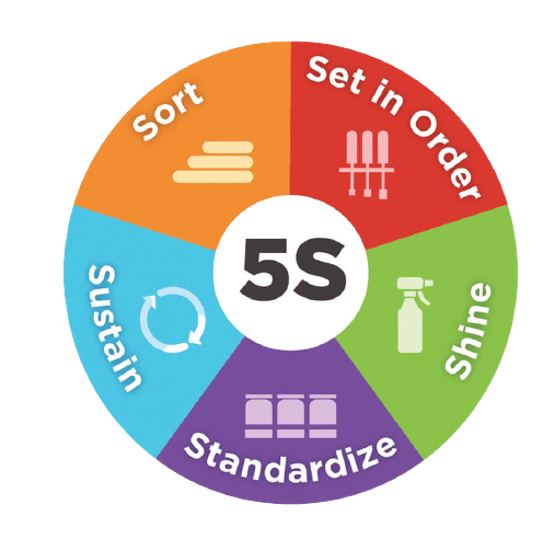 Sort
Set in Order
Shine
Standardize
Sustain
5S